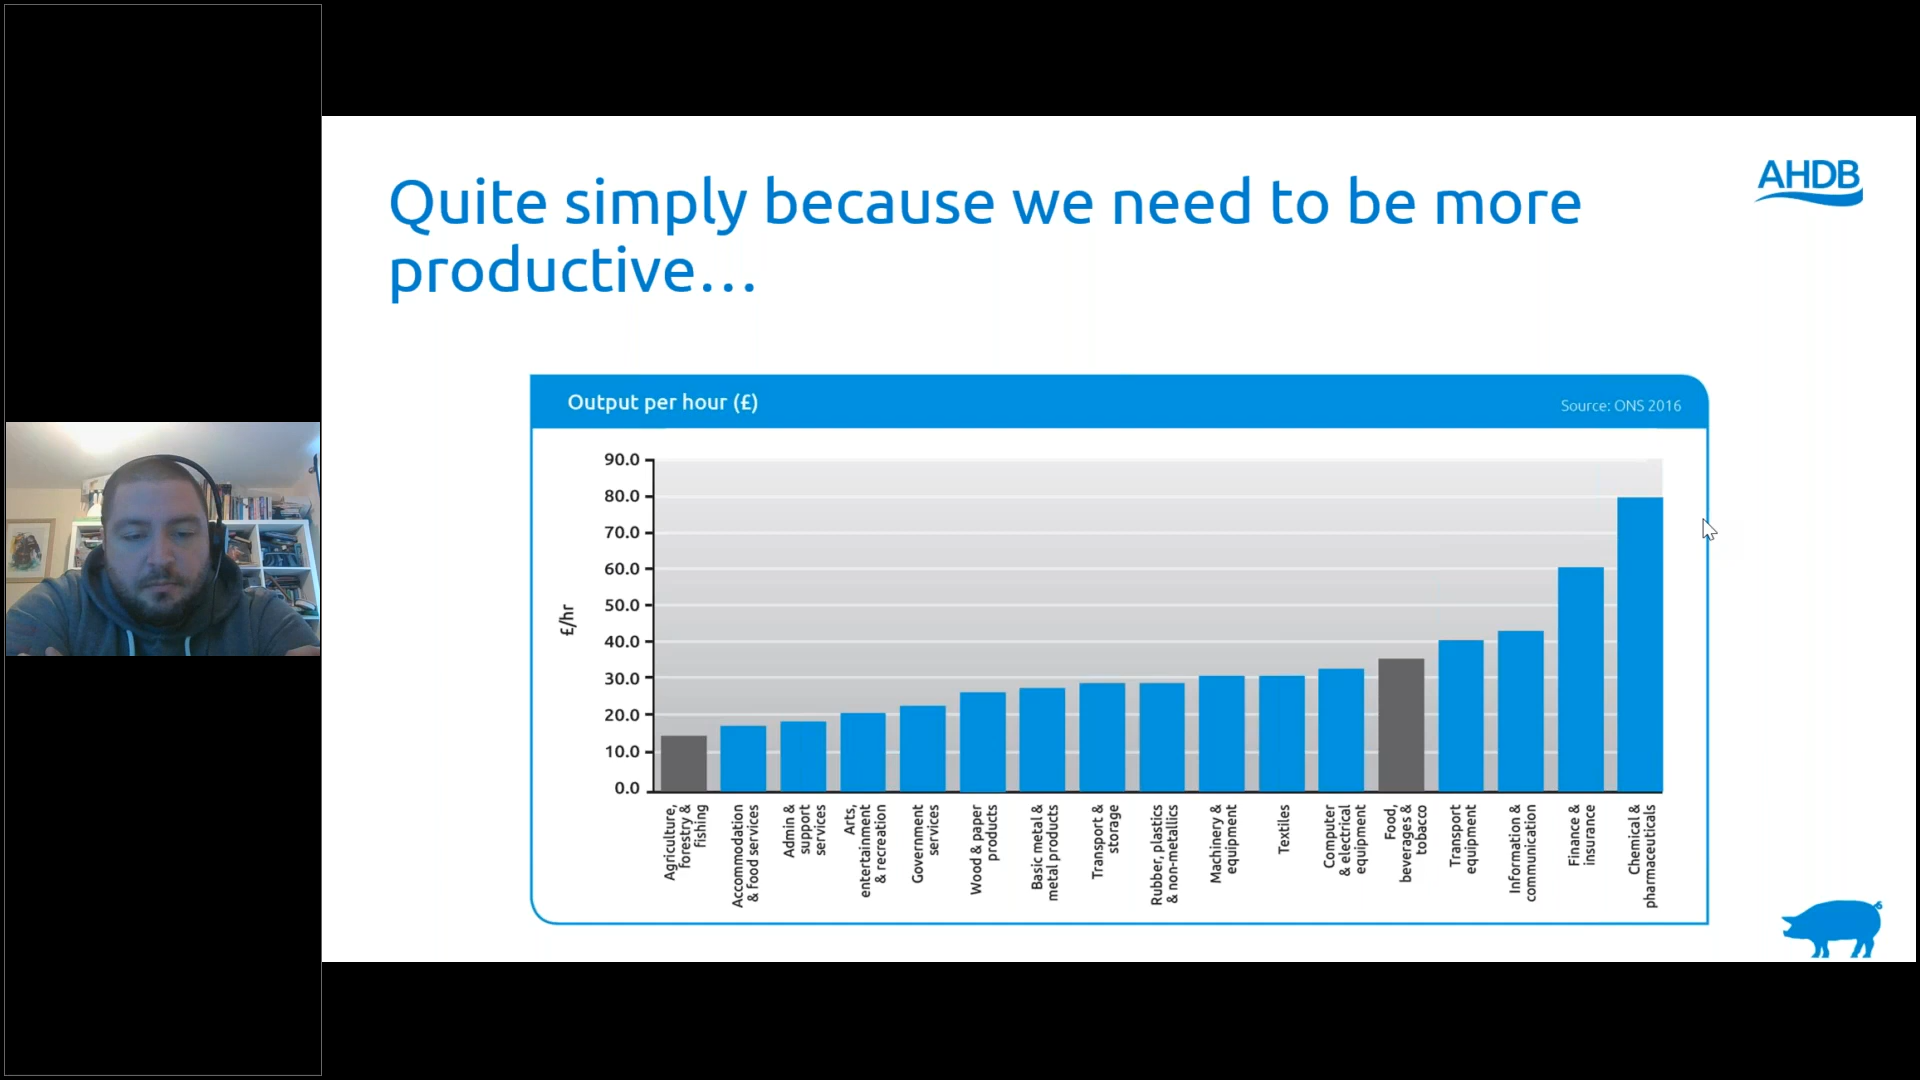 Quite simply because we need to be more
productive...
AHDB
Output per hour (£)
Source: ONS 2016
£/hr
90.0
80.0
70.0
60.0
50.0
40.0
30.0
20.0
10.0
0.0
Agriculture,
forestry &
fishing
Accommodation
& food services
Admin &
support
services
Arts,
entertainment
& recreation
Government
services
Wood & paper
products
Basic metal &
metal products
Transport &
storage
Rubber, plastics
& non-metallics
Machinery &
equipment
Textiles
Computer
& electrical
equipment
Food,
beverages &
tobacco
Transport
equipment
Information &
communication
Finance &
insurance
Chemical &
pharmaceuticals